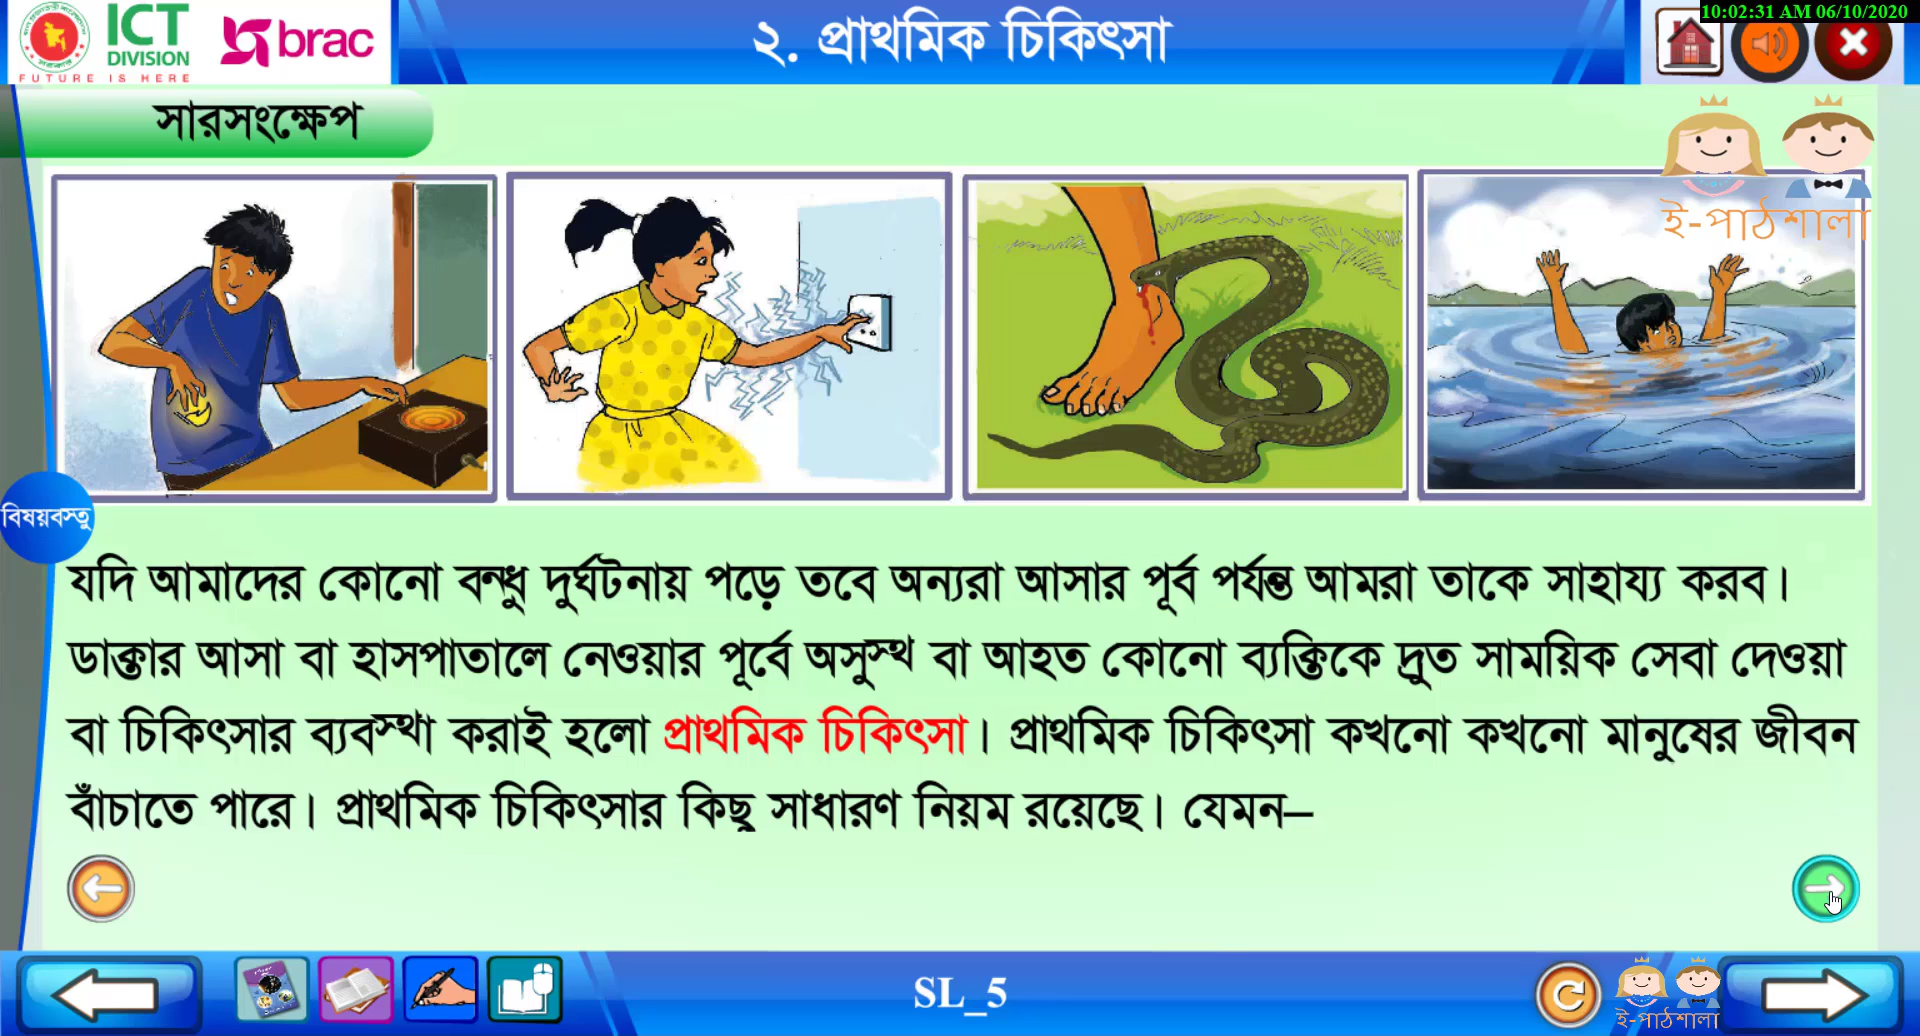 10:02:31 AM 06/10/2020
ICT
DIVISION
FUTURE IS HERE
brac
২. প্রাথমিক চিকিৎসা
সারসংক্ষেপ
ই-পাঠশালা
বিষয়বস্তু
যদি আমাদের কোনো বন্ধু দুর্ঘটনায় পড়ে তবে অন্যরা আসার পূর্ব পর্যন্ত আমরা তাকে সাহায্য করব।
ডাক্তার আসা বা হাসপাতালে নেওয়ার পূর্বে অসুস্থ বা আহত কোনো ব্যক্তিকে দ্রুত সাময়িক সেবা দেওয়া
বা চিকিৎসার ব্যবস্থা করাই হলো প্রাথমিক চিকিৎসা। প্রাথমিক চিকিৎসা কখনো কখনো মানুষের জীবন
বাঁচাতে পারে। প্রাথমিক চিকিৎসার কিছু সাধারণ নিয়ম রয়েছে। যেমন–
SL_5
ই-পাঠশালা